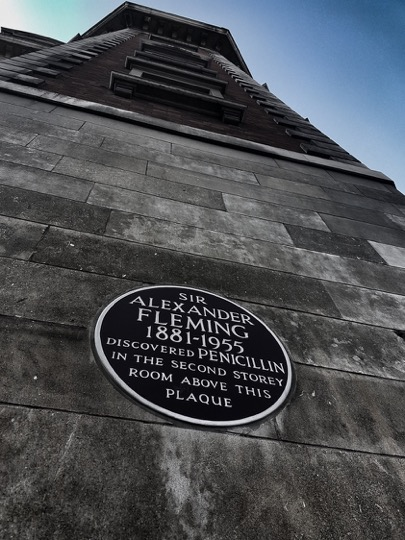 SIR
ALEXANDER
FLEMING
1881-1955
DISCOVERED PENICILLIN
IN THE SECOND STOREY
ROOM ABOVE THIS
PLAQUE